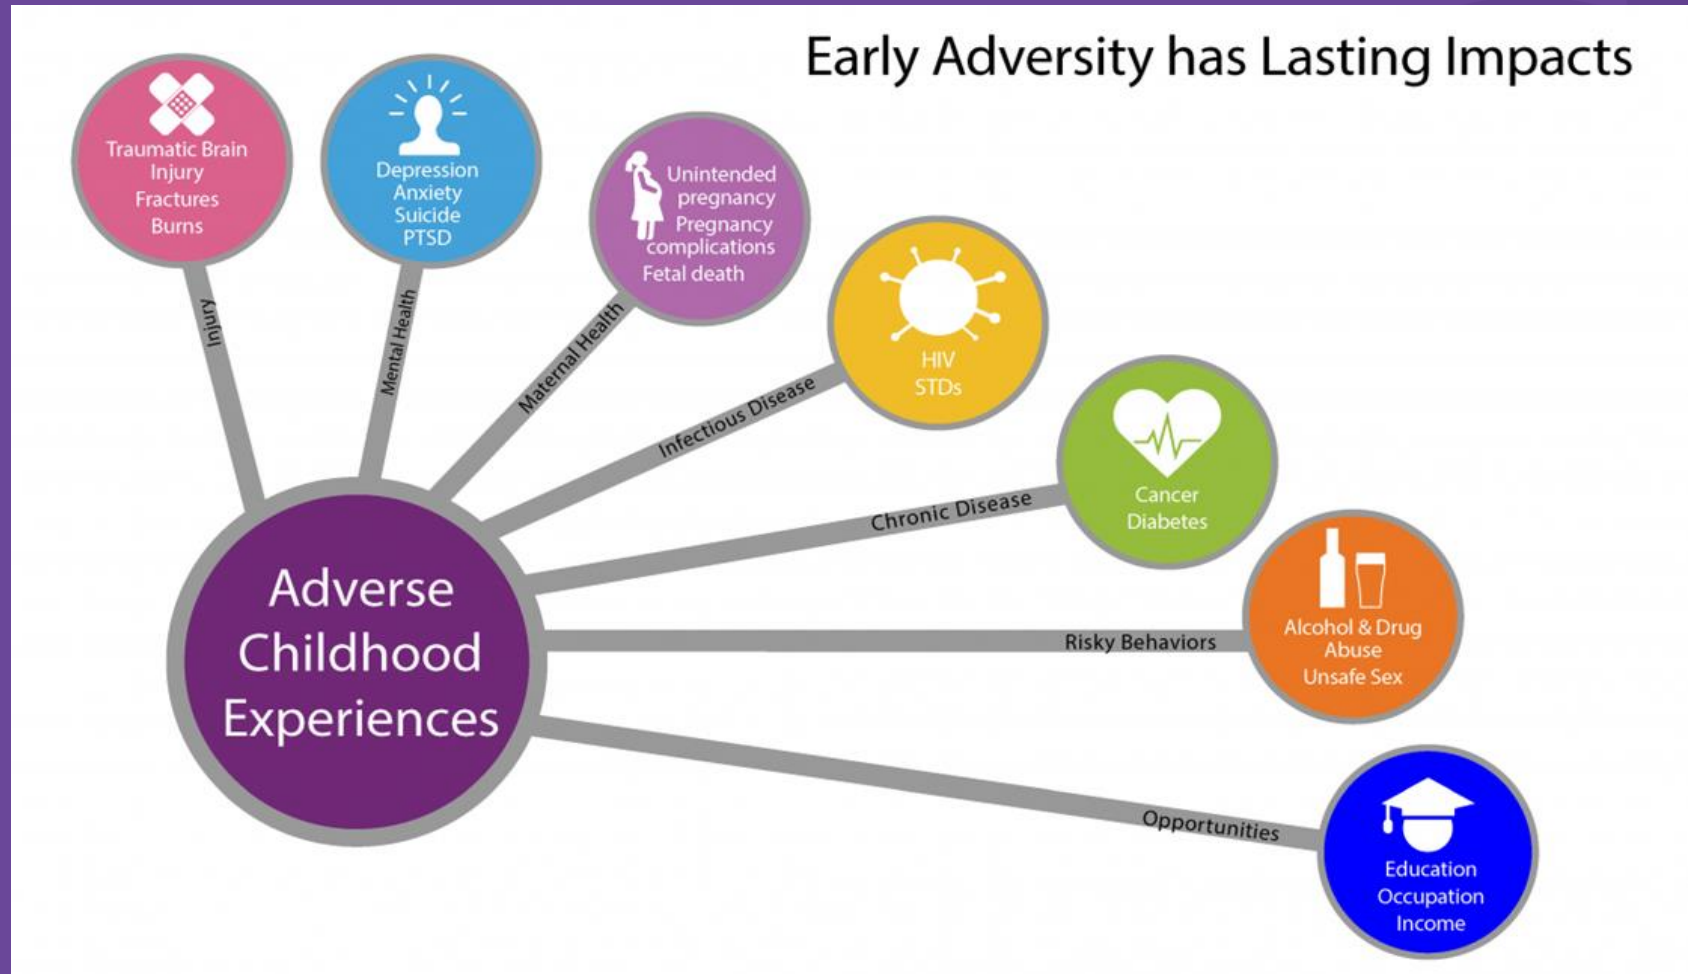 Early Adversity has Lasting Impacts
Traumatic Brain
Injury
Fractures
Burns
Injury
Depression
Anxiety
Suicide
PTSD
Mental Health
Unintended
pregnancy
Pregnancy
complications
Fetal death
Maternal Health
HIV
STDs
Infectious Disease
Cancer
Diabetes
Chronic Disease
Alcohol & Drug
Abuse
Unsafe Sex
Risky Behaviors
Education
Occupation
Income
Opportunities
Adverse
Childhood
Experiences